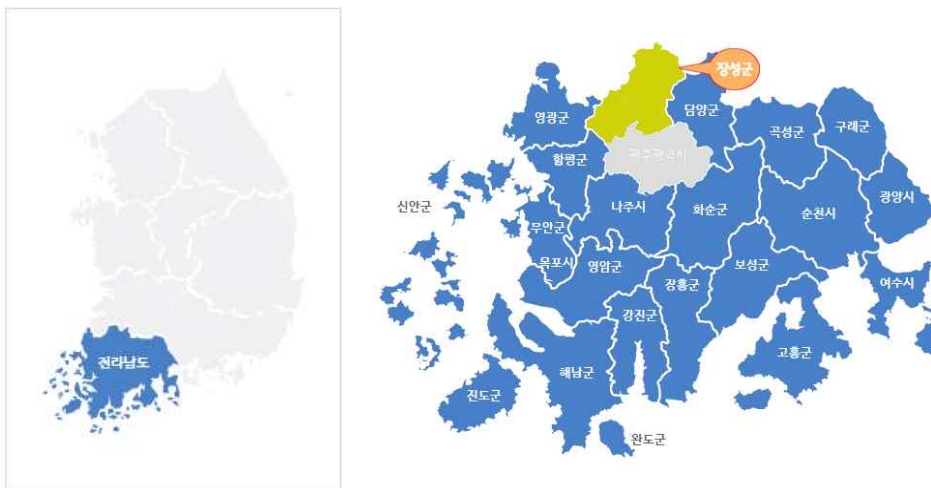 전라남도
장성군
영광군
담양군
곡성군
구례군
함평군
광주광역시
신안군
나주시
화순군
순천시
광양시
무안군
목포시
영암군
장흥군
보성군
여수시
강진군
고흥군
해남군
진도군
완도군